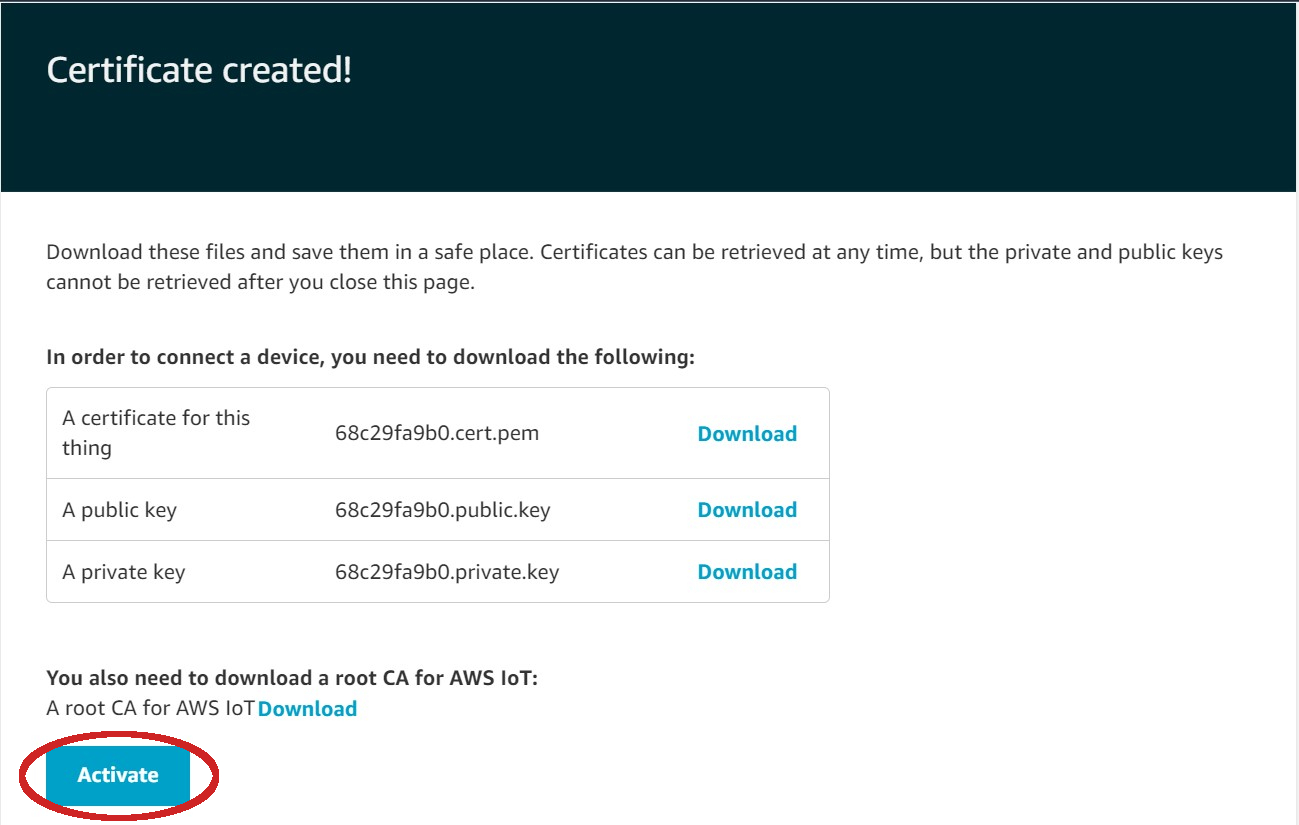 Certificate created!
Download these files and save them in a safe place. Certificates can be retrieved at any time, but the private and public keys
cannot be retrieved after you close this page.
In order to connect a device, you need to download the following:
A certificate for this
thing
68c29fa9b0.cert.pem
Download
A public key
68c29fa9b0.public.key
Download
A private key
68c29fa9b0.private.key
Download
You also need to download a root CA for AWS IoT:
A root CA for AWS IoT Download
Activate